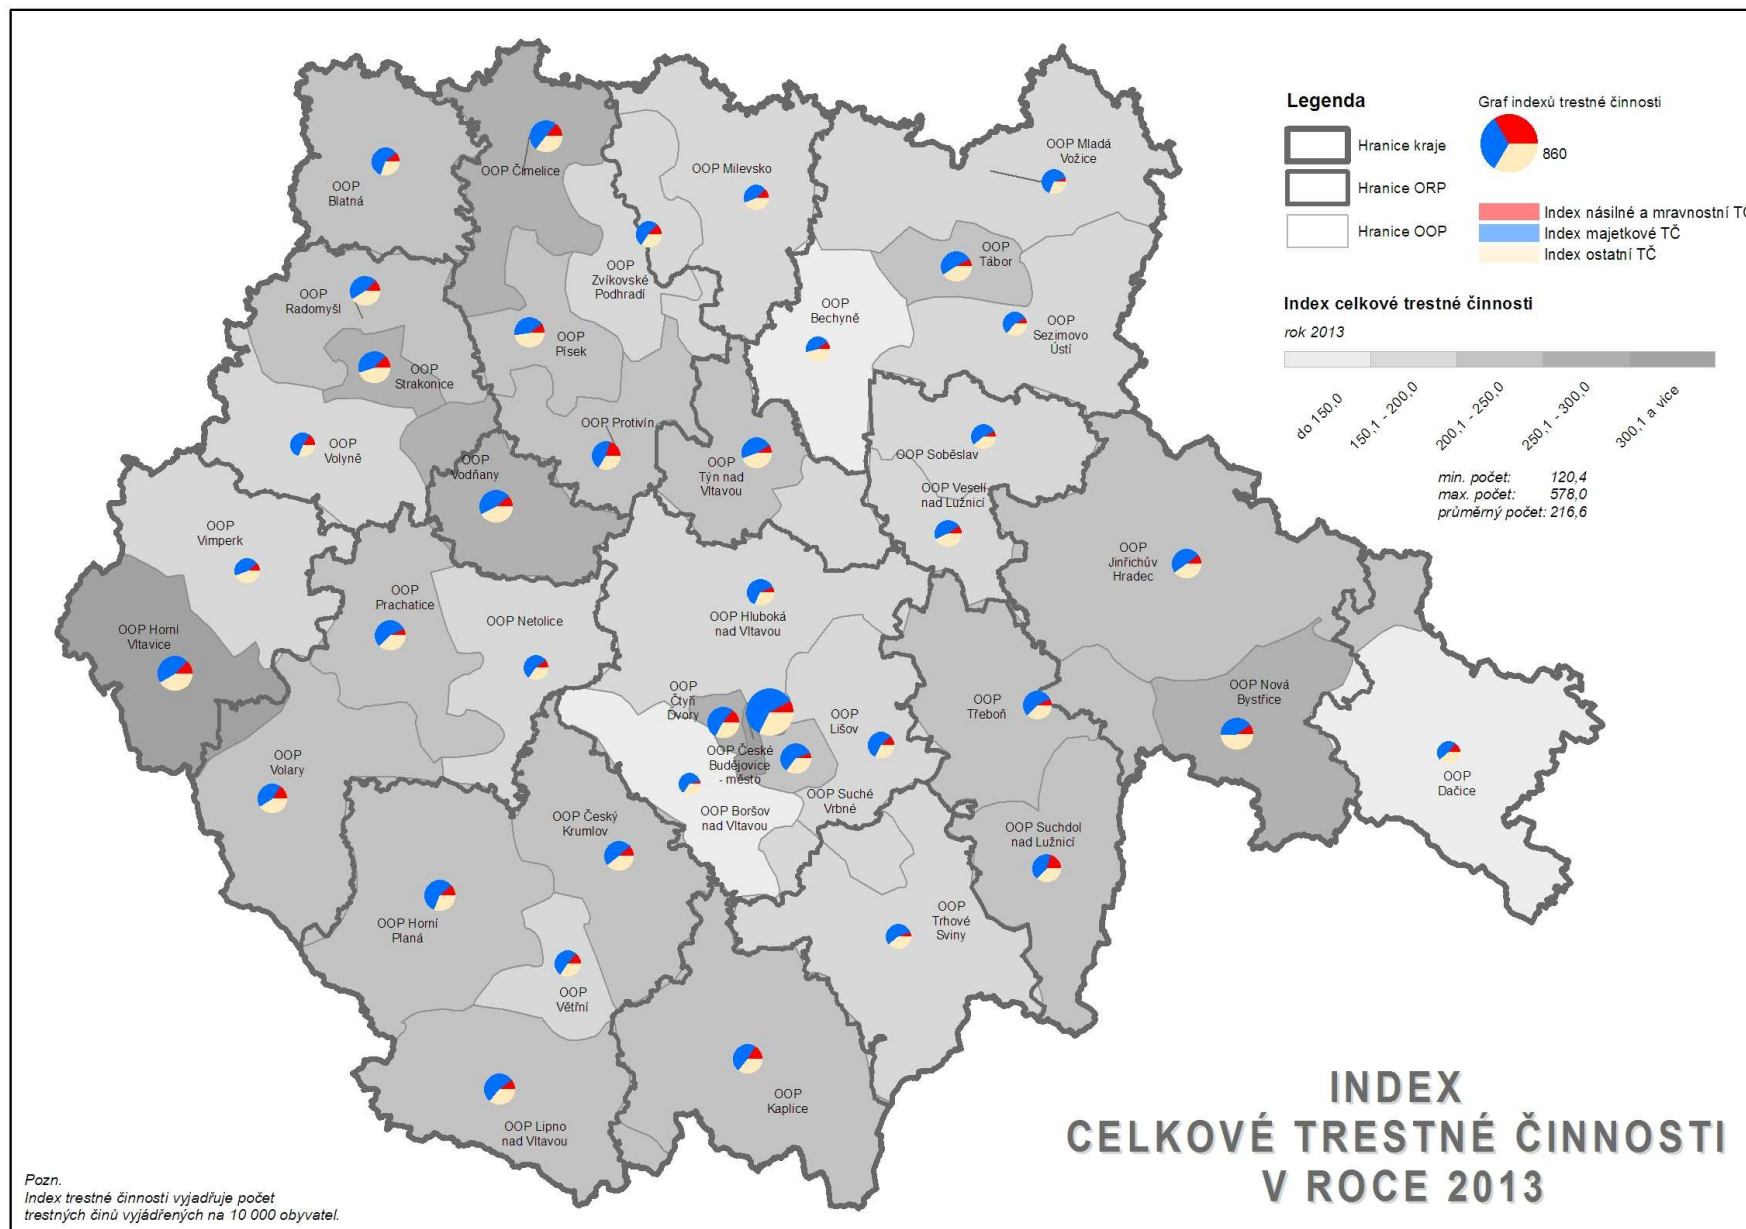 Legenda
Hranice kraje
Hranice ORP
Hranice OOP
Graf indexů trestné činnosti
860
Index násilné a mravnostní TČ
Index majetkové TČ
Index ostatní TČ
Index celkové trestné činnosti
rok 2013
do 150,0
150,1 - 200,0
200,1 - 250,0
250,1 - 300,0
300,1 a více
min. počet: 120,4
max. počet: 578,0
průměrný počet: 216,6
OOP Mladá
Vožice
OOP Milevsko
OOP Čimelice
OOP
Blatná
OOP
Tábor
OOP
Zvíkovské
Podhradí
OOP
Radomyšl
OOP
Bechyně
OOP
Sezimovo
Ústí
OOP
Písek
OOP
Strakonice
OOP Protivín
OOP
Volyně
OOP Soběslav
OOP
Vodňany
OOP
Týn nad
Vltavou
OOP Veselí
nad Lužnicí
OOP
Vimperk
OOP
Jinřichův
Hradec
OOP
Prachatice
OOP Netolice
OOP Hluboká
nad Vltavou
OOP Horní
Vltavice
OOP
Čtyři
Dvory
OOP Nová
Bystřice
OOP
Třeboň
OOP
Lišov
OOP České
Budějovice
- město
OOP
Volary
OOP
Dačice
OOP Suché
Vrbné
OOP Boršov
nad Vltavou
OOP Český
Krumlov
OOP Suchdol
nad Lužnicí
OOP
Trhové
Sviny
OOP Horní
Planá
OOP
Větřní
OOP
Kaplice
OOP Lipno
nad Vltavou
INDEX
CELKOVÉ TRESTNÉ ČINNOSTI
V ROCE 2013
Pozn.
Index trestné činnosti vyjadřuje počet
trestných činů vyjádřených na 10 000 obyvatel.